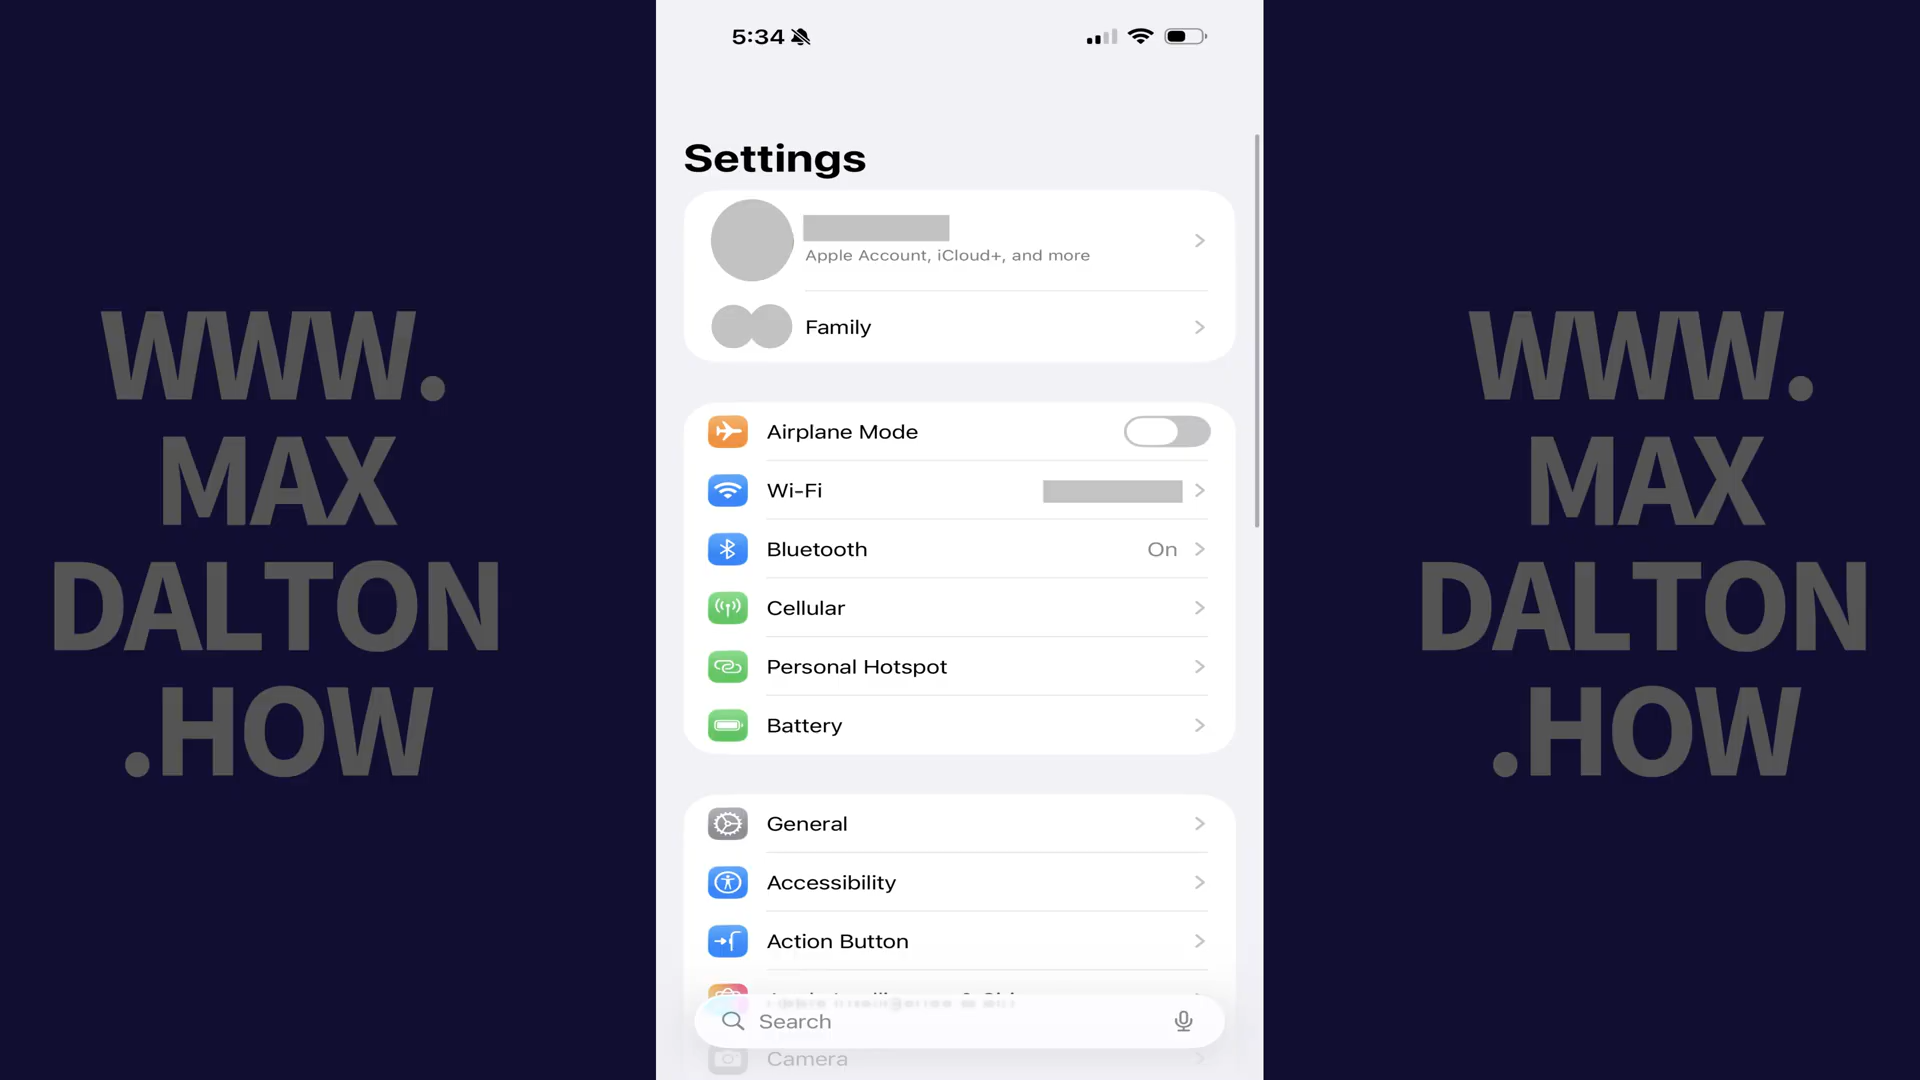 WWW.
MAX
DALTON
.HOW
5:34
Settings
Apple Account, iCloud+, and more
Family
Airplane Mode
Wi-Fi
Bluetooth On
Cellular
Personal Hotspot
Battery
General
Accessibility
Action Button
Search
Camera
WWW.
MAX
DALTON
.HOW